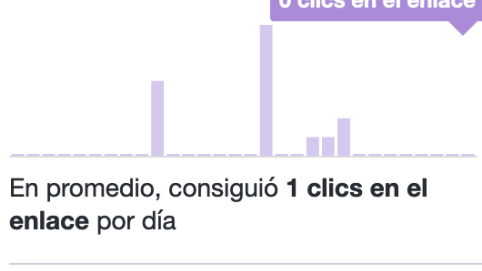 0 clics en el enlace
En promedio, consiguió 1 clics en el
enlace por día